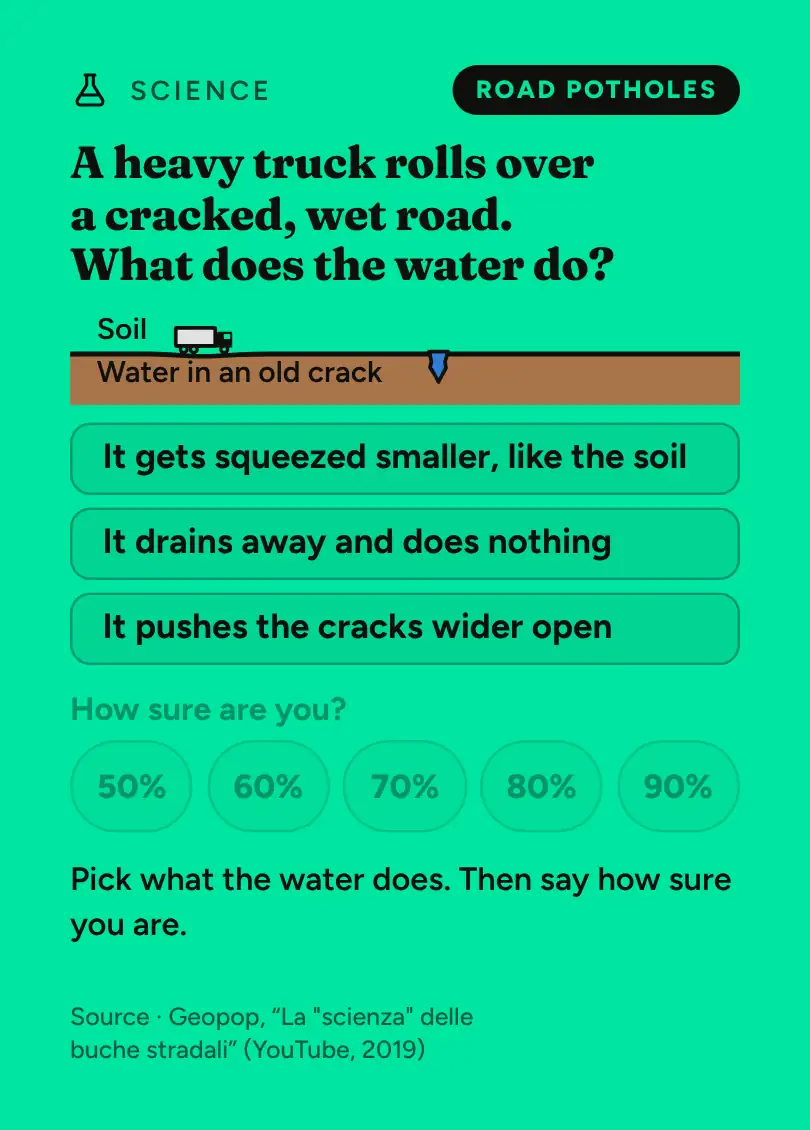 SCIENCE
ROAD POTHOLES
A heavy truck rolls over
a cracked, wet road.
What does the water do?
Soil
Water in an old crack
It gets squeezed smaller, like the soil
It drains away and does nothing
It pushes the cracks wider open
How sure are you?
50% 60% 70% 80% 90%
Pick what the water does. Then say how sure
you are.
Source · Geopop, “La "scienza" delle
buche stradali” (YouTube, 2019)